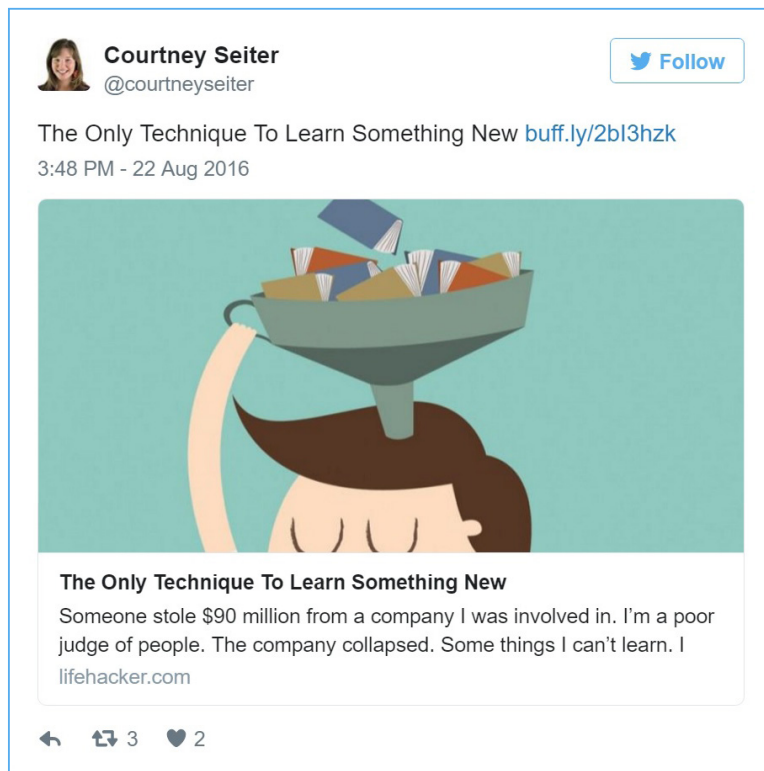 Courtney Seiter
@courtneyseiter
Follow
The Only Technique To Learn Something New buff.ly/2bI3hzk
3:48 PM - 22 Aug 2016
The Only Technique To Learn Something New
Someone stole $90 million from a company I was involved in. I’m a poor
judge of people. The company collapsed. Some things I can’t learn. I
lifehacker.com
3 2